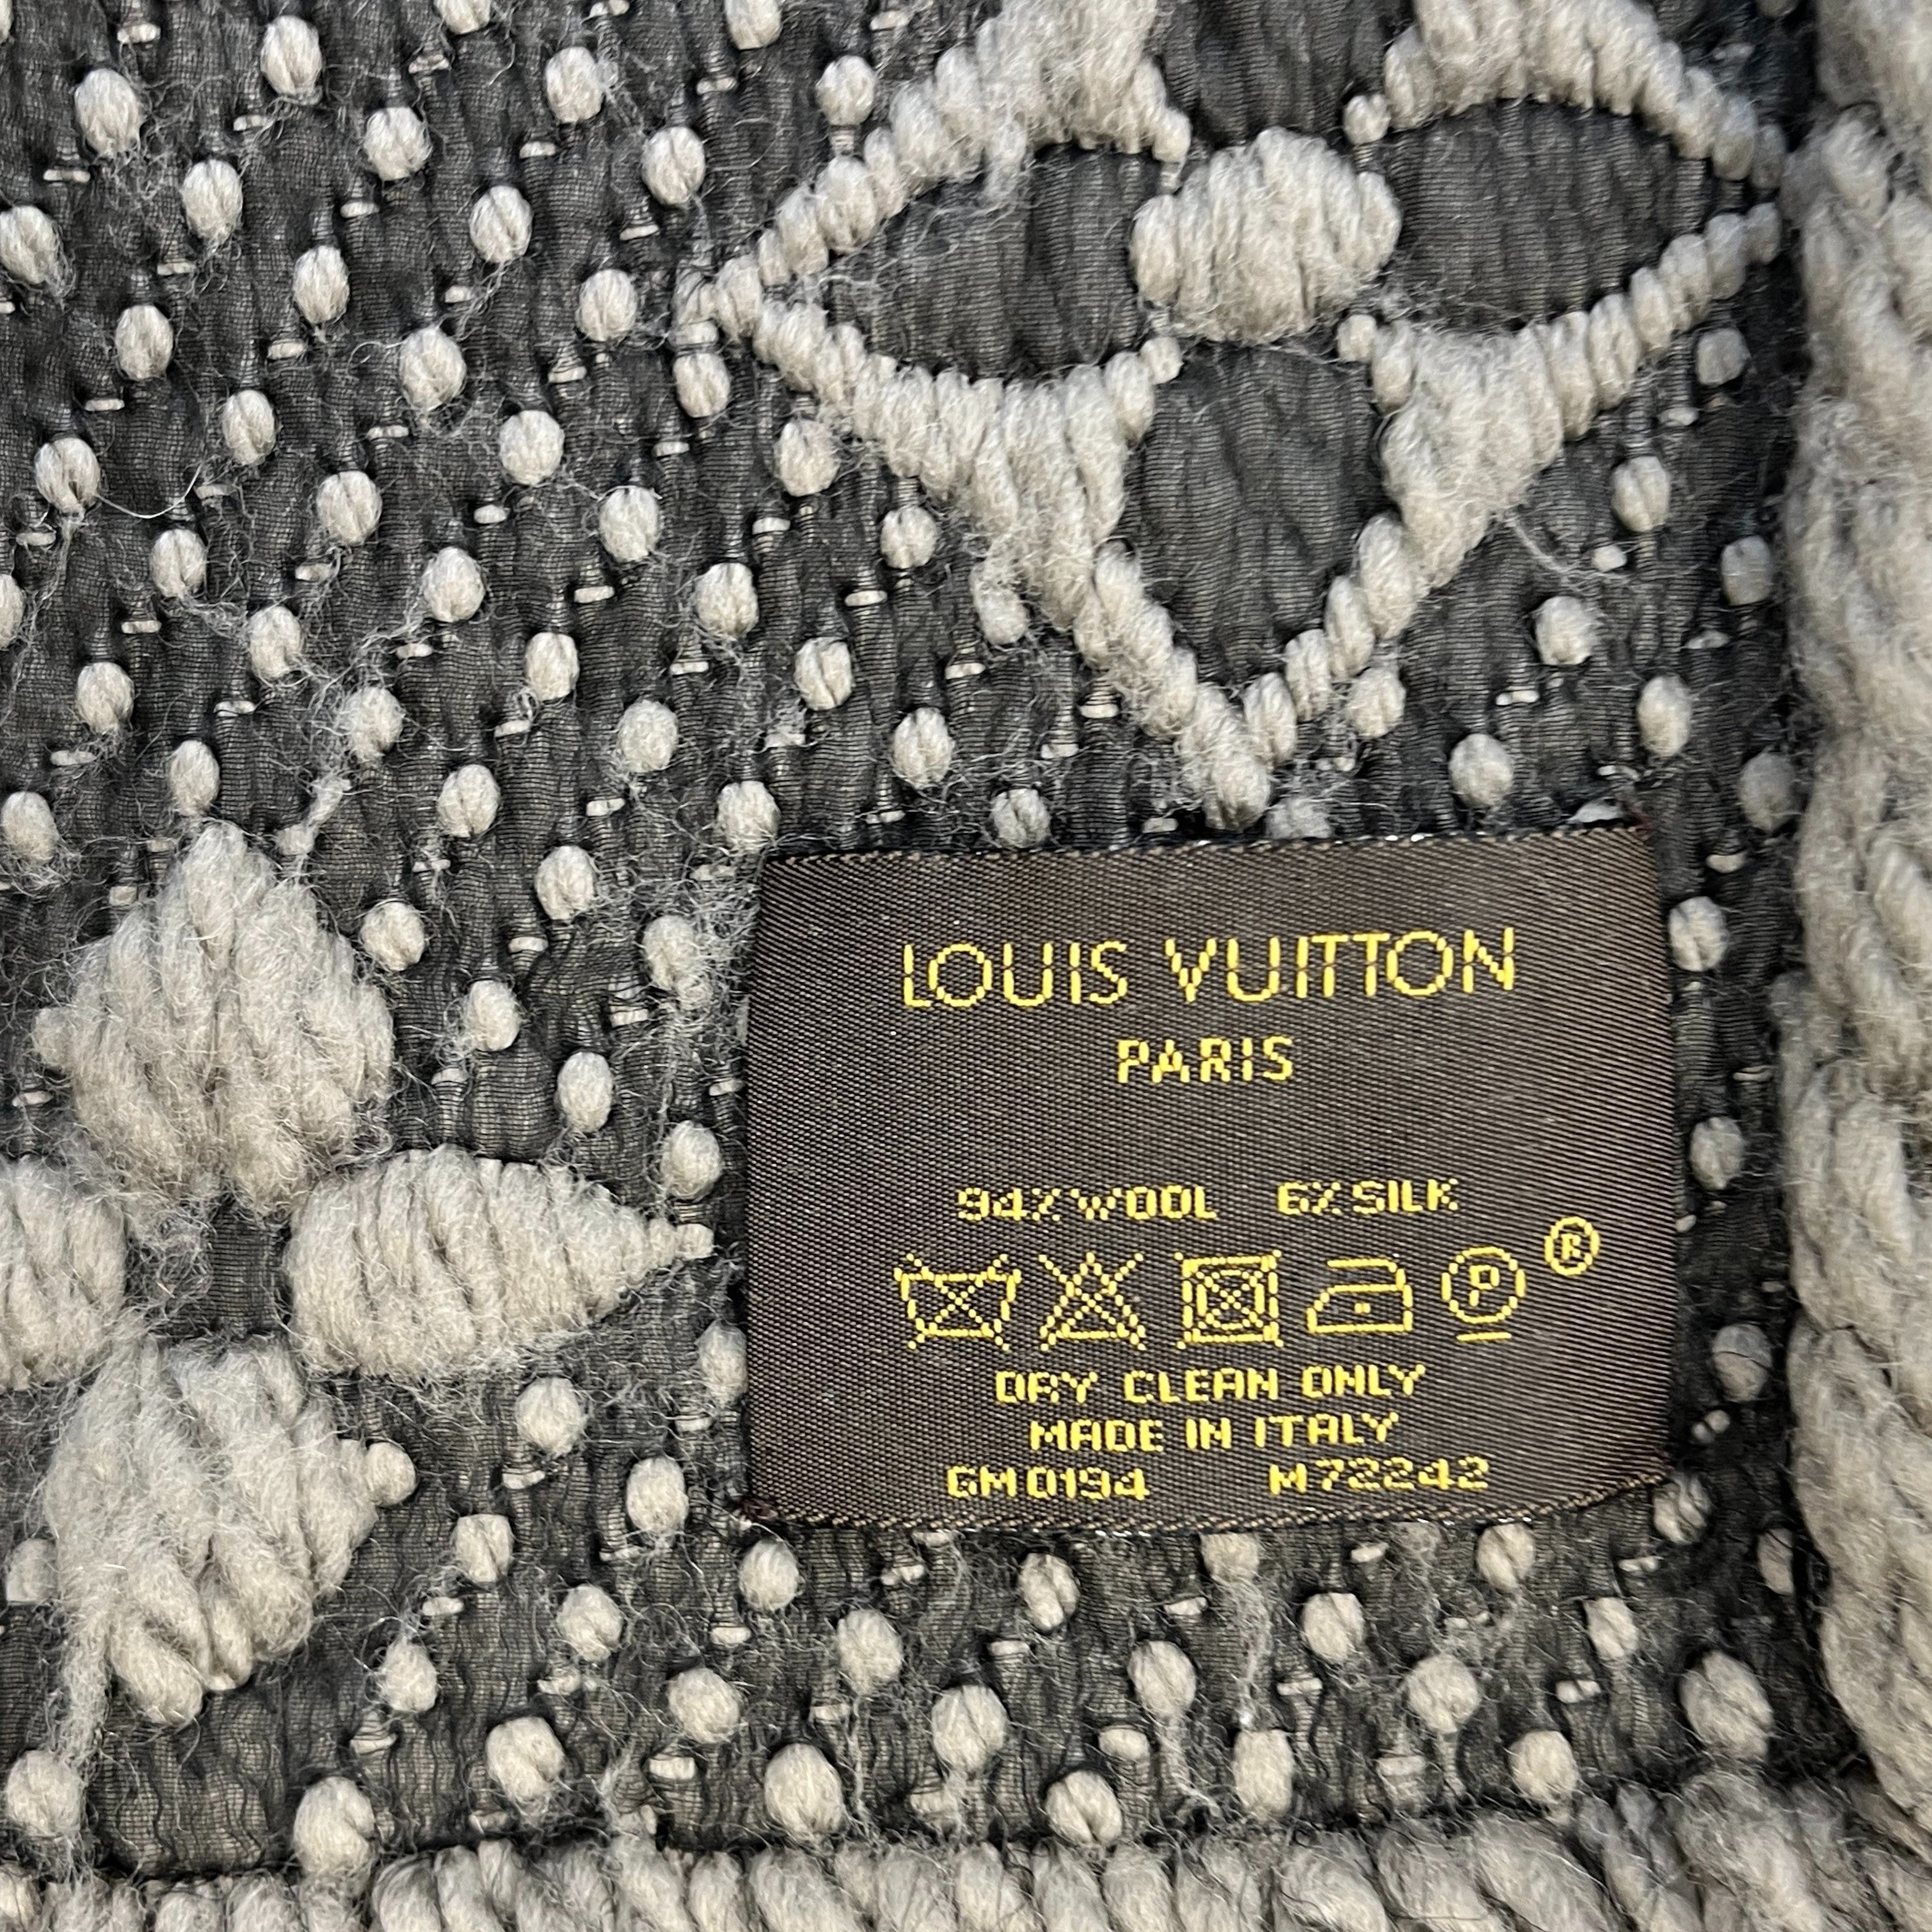 LOUIS VUITTON
PARIS
94% WOOL 6% SILK
P ®
DRY CLEAN ONLY
MADE IN ITALY
GM0194 M72242